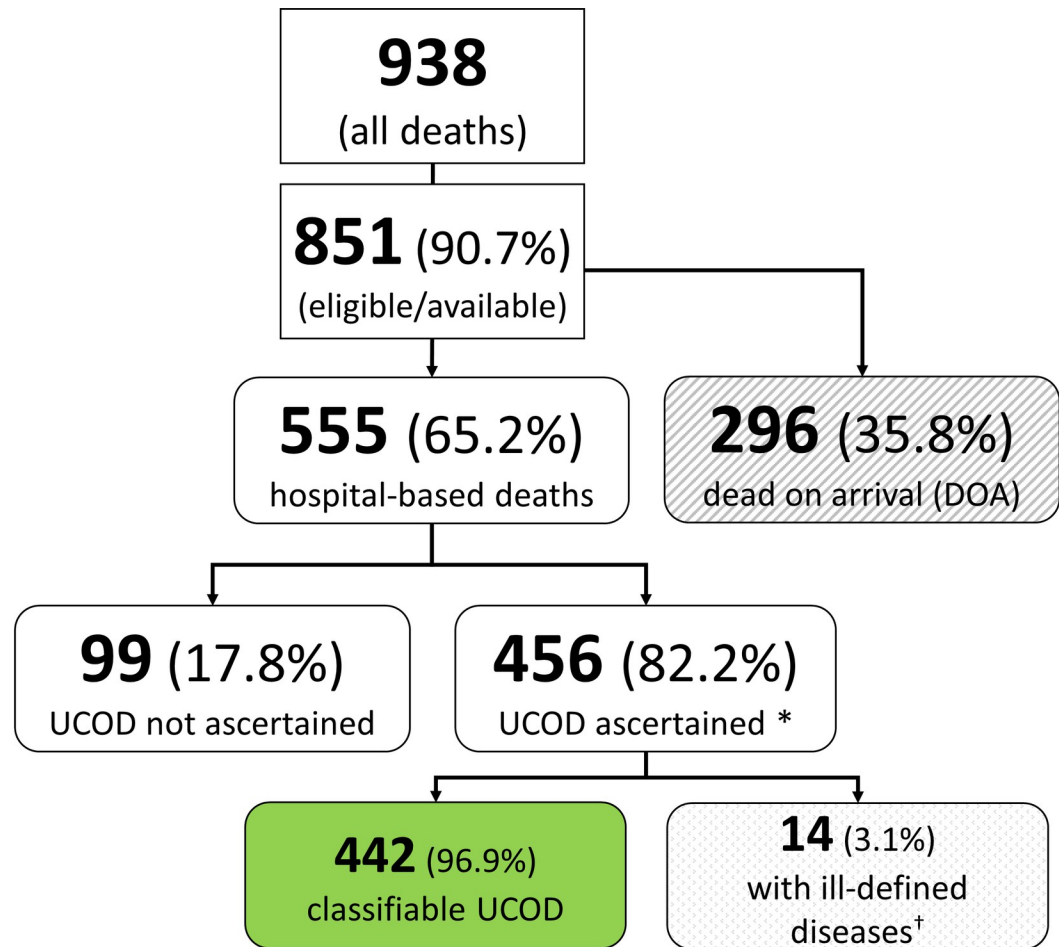 938
(all deaths)
851 (90.7%)
(eligible/available)
555 (65.2%)
hospital-based deaths
296 (35.8%)
dead on arrival (DOA)
99 (17.8%)
UCOD not ascertained
456 (82.2%)
UCOD ascertained *
442 (96.9%)
classifiable UCOD
14 (3.1%)
with ill-defined
diseases†